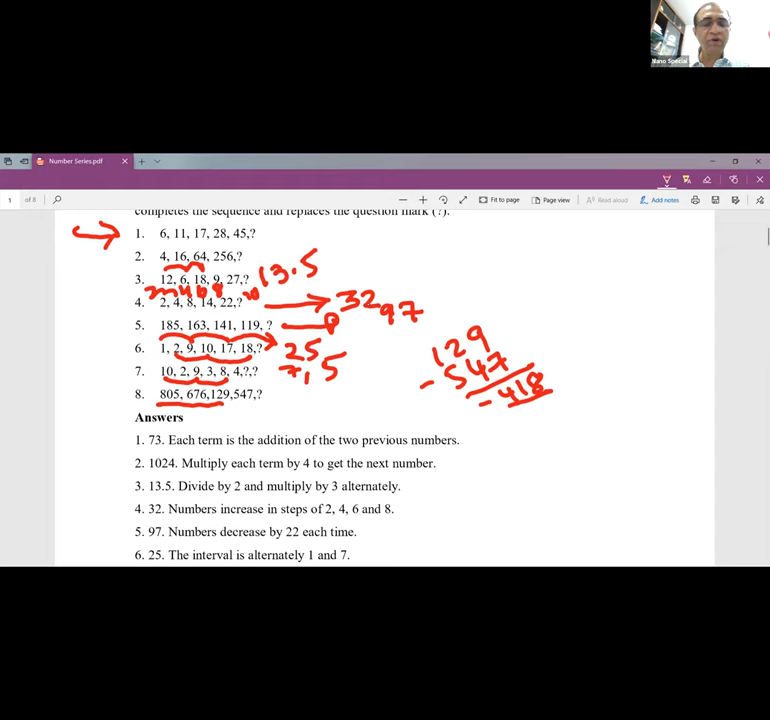 Nano Special
Number Series.pdf
1 of 8 Fit to page Page view Read aloud Add notes
completes the sequence and replaces the question mark (?).
1. 6, 11, 17, 28, 45,?
2. 4, 16, 64, 256,?
3. 12, 6, 18, 9, 27,? 13.5
4. 2, 4, 8, 14, 22,? 32
5. 185, 163, 141, 119, ? 97
6. 1, 2, 9, 10, 17, 18,? 25
7. 10, 2, 9, 3, 8, 4,?,? 7, 5
8. 805, 676,129,547,?
129
- 547
- 418
Answers
1. 73. Each term is the addition of the two previous numbers.
2. 1024. Multiply each term by 4 to get the next number.
3. 13.5. Divide by 2 and multiply by 3 alternately.
4. 32. Numbers increase in steps of 2, 4, 6 and 8.
5. 97. Numbers decrease by 22 each time.
6. 25. The interval is alternately 1 and 7.